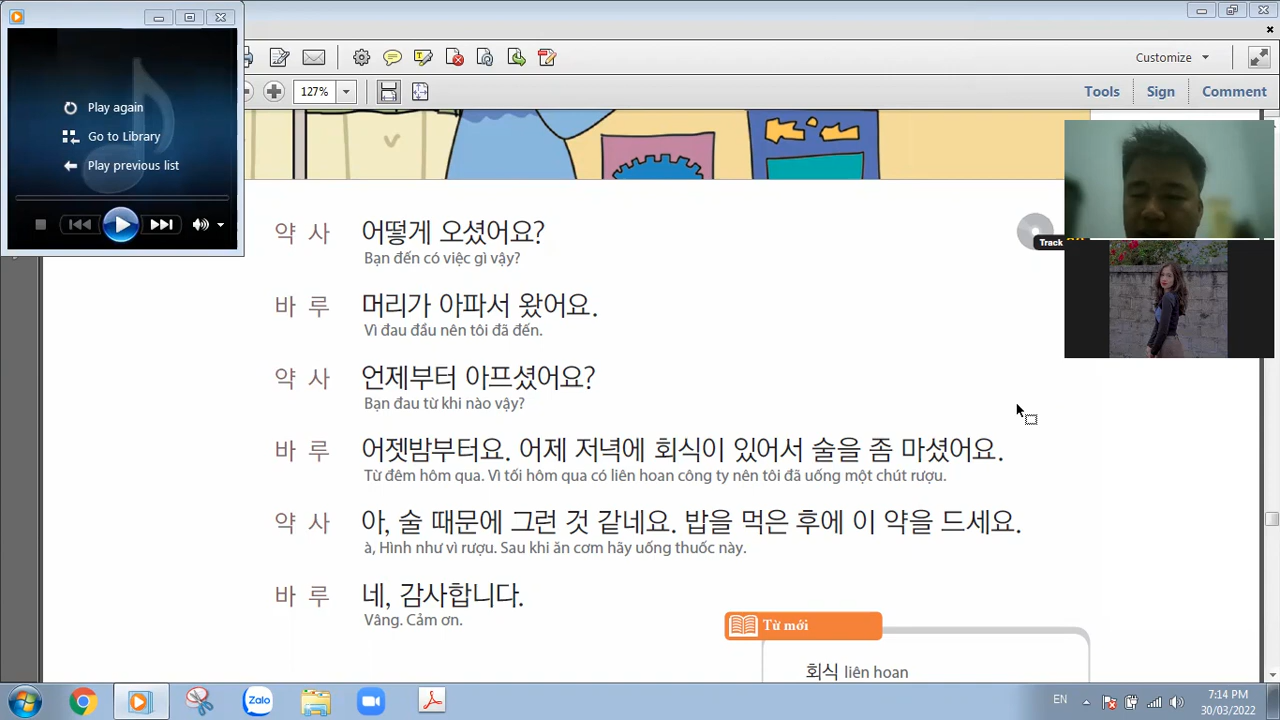 Play again
Go to Library
Play previous list
127%
Customize
Tools
Sign
Comment
약 사 어떻게 오셨어요?
Bạn đến có việc gì vậy?
Track
바 루 머리가 아파서 왔어요.
Vì đau đầu nên tôi đã đến.
약 사 언제부터 아프셨어요?
Bạn đau từ khi nào vậy?
바 루 어젯밤부터요. 어제 저녁에 회식이 있어서 술을 좀 마셨어요.
Từ đêm hôm qua. Vì tối hôm qua có liên hoan công ty nên tôi đã uống một chút rượu.
약 사 아, 술 때문에 그런 것 같네요. 밥을 먹은 후에 이 약을 드세요.
à, Hình như vì rượu. Sau khi ăn cơm hãy uống thuốc này.
바 루 네, 감사합니다.
Vâng. Cảm ơn.
Từ mới
회식 liên hoan
Zalo
EN
7:14 PM
30/03/2022